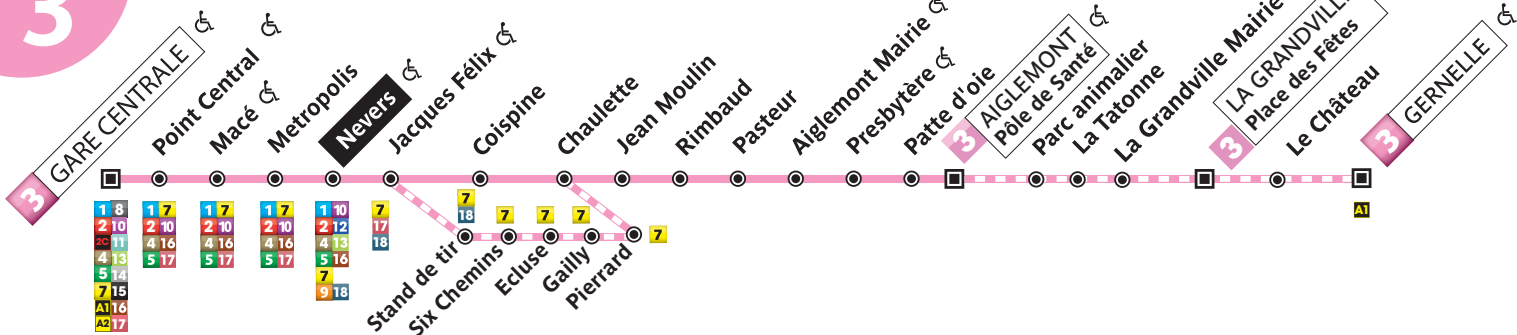 3
3 GARE CENTRALE
Point Central
Macé
Metropolis
Nevers
Jacques Félix
Coispine
Chaulette
Jean Moulin
Rimbaud
Pasteur
Aiglemont Mairie
Presbytère
Patte d'oie
3 AIGLEMONT
Pôle de Santé
Parc animalier
La Tatonne
La Grandville Mairie
3 LA GRANDVILLE
Place des Fêtes
Le Château
3 GERNELLE
1 8
2 10
2C 11
4 13
5 14
7 15
A1 16
A2 17
1 7
2 10
4 16
5 17
1 7
2 10
4 16
5 17
1 7
2 10
4 16
5 17
1 10
2 12
4 13
5 16
7
9 18
7
17
18
7
18
7
7
7
7
A1
Stand de tir
Six Chemins
Ecluse
Gailly
Pierrard